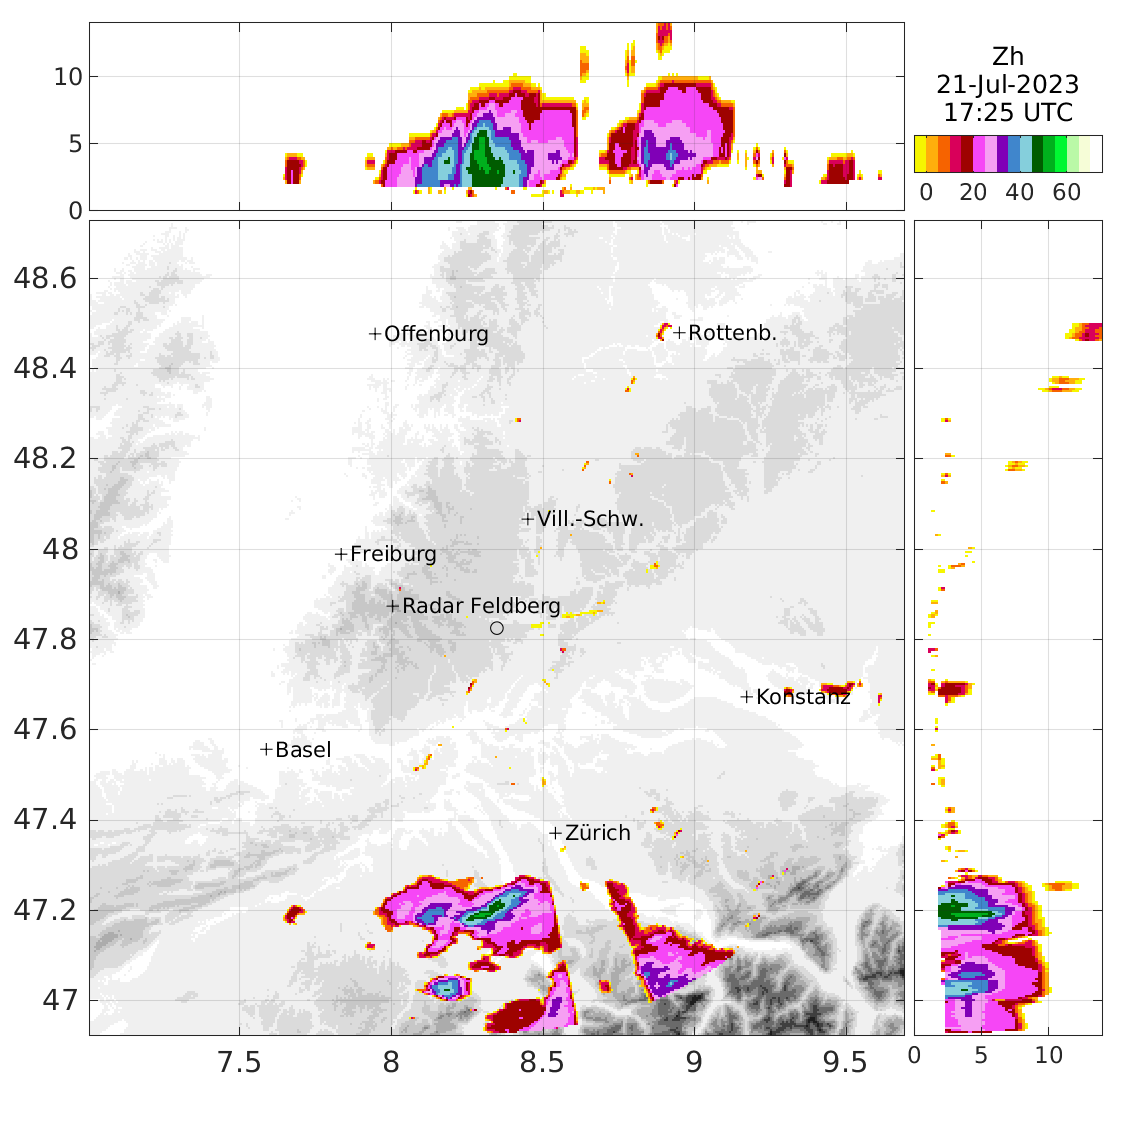 10
5
0
Zh
21-Jul-2023
17:25 UTC
0 20 40 60
48.6
48.4
48.2
48
47.8
47.6
47.4
47.2
47
+Offenburg
+Rottenb.
+Vill.-Schw.
+Freiburg
+Radar Feldberg
+Konstanz
+Basel
+Zürich
7.5 8 8.5 9 9.5
0 5 10